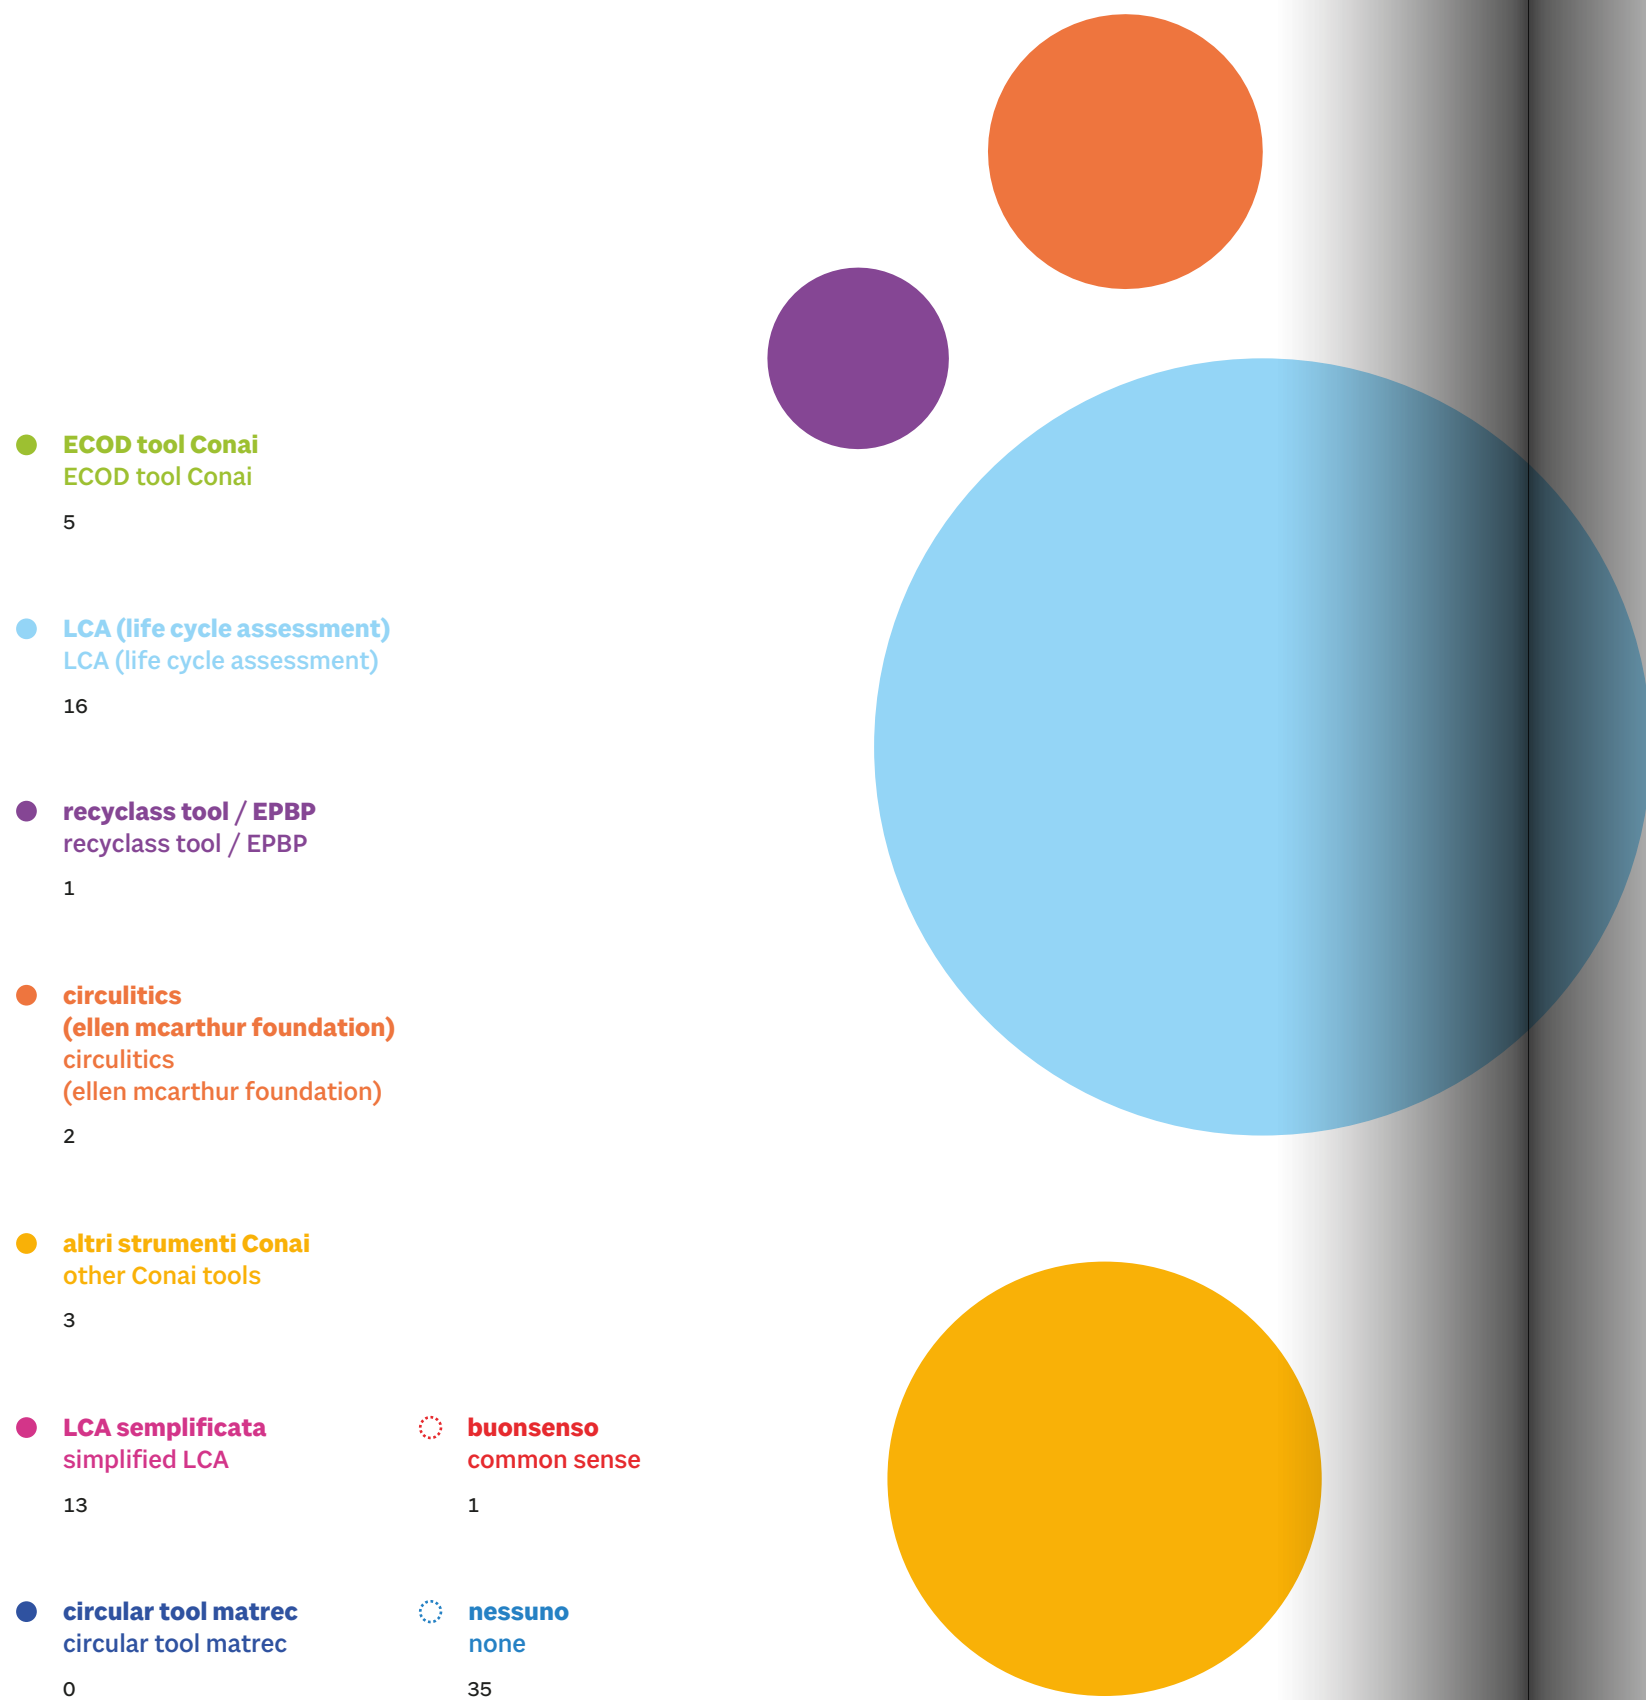 ECOD tool Conai
ECOD tool Conai
5
LCA (life cycle assessment)
LCA (life cycle assessment)
16
recyclass tool / EPBP
recyclass tool / EPBP
1
circulitics
(ellen mcarthur foundation)
circulitics
(ellen mcarthur foundation)
2
altri strumenti Conai
other Conai tools
3
LCA semplificata
simplified LCA
13
buonsenso
common sense
1
circular tool matrec
circular tool matrec
0
nessuno
none
35